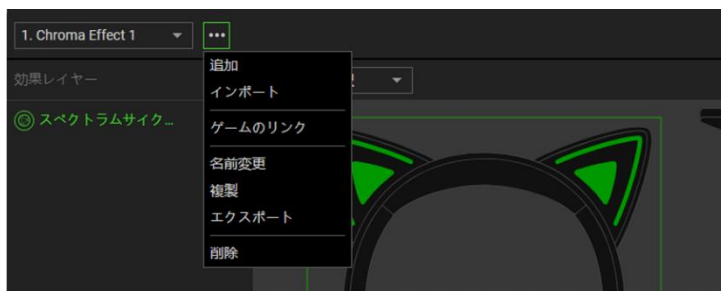 1. Chroma Effect 1
効果レイヤー
スペクトラムサイク...
追加
インポート
ゲームのリンク
名前変更
複製
エクスポート
削除